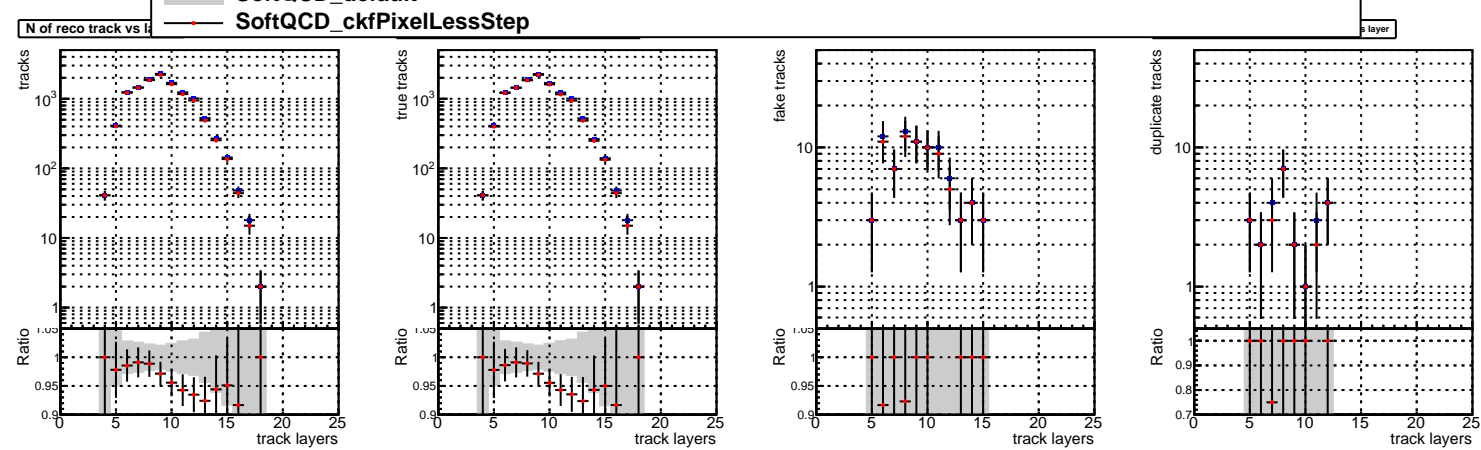 SoftQCD_default
SoftQCD_ckfPixelLessStep
N of reco track vs la
s layer
tracks
10³
10²
10
1
Ratio
1.05
1
0.95
0.9
0 5 10 15 20 25
track layers
true tracks
10³
10²
10
1
Ratio
1.05
1
0.95
0.9
0 5 10 15 20 25
track layers
fake tracks
10
1
Ratio
1.05
1
0.95
0.9
0 5 10 15 20 25
track layers
duplicate tracks
10
1
Ratio
1
0.9
0.8
0.7
0 5 10 15 20 25
track layers